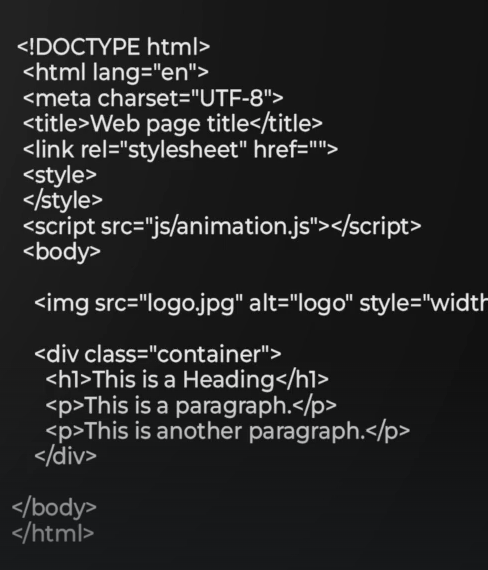 <!DOCTYPE html>
<html lang="en">
<meta charset="UTF-8">
<title>Web page title</title>
<link rel="stylesheet" href="">
<style>
</style>
<script src="js/animation.js"></script>
<body>
<img src="logo.jpg" alt="logo" style="width
<div class="container">
<h1>This is a Heading</h1>
<p>This is a paragraph.</p>
<p>This is another paragraph.</p>
</div>
</body>
</html>